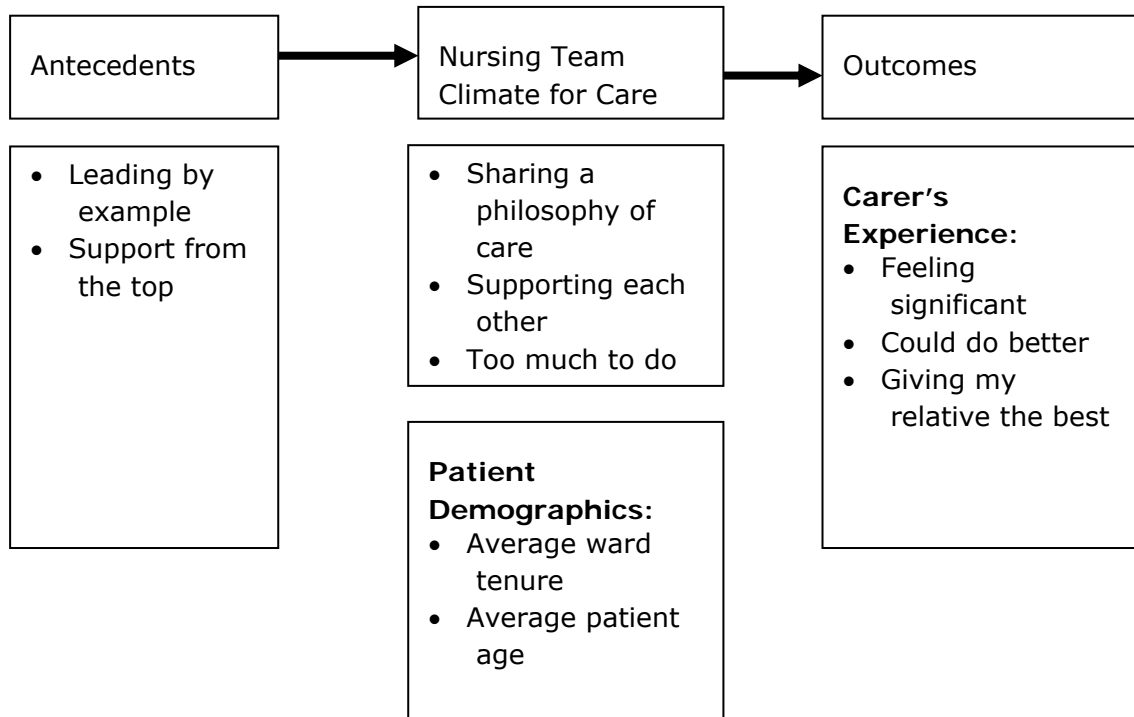 Antecedents
Nursing Team
Climate for Care
Outcomes
• Leading by
example
• Support from
the top
• Sharing a
philosophy of
care
• Supporting each
other
• Too much to do
Patient
Demographics:
• Average ward
tenure
• Average patient
age
Carer's
Experience:
• Feeling
significant
• Could do better
• Giving my
relative the best